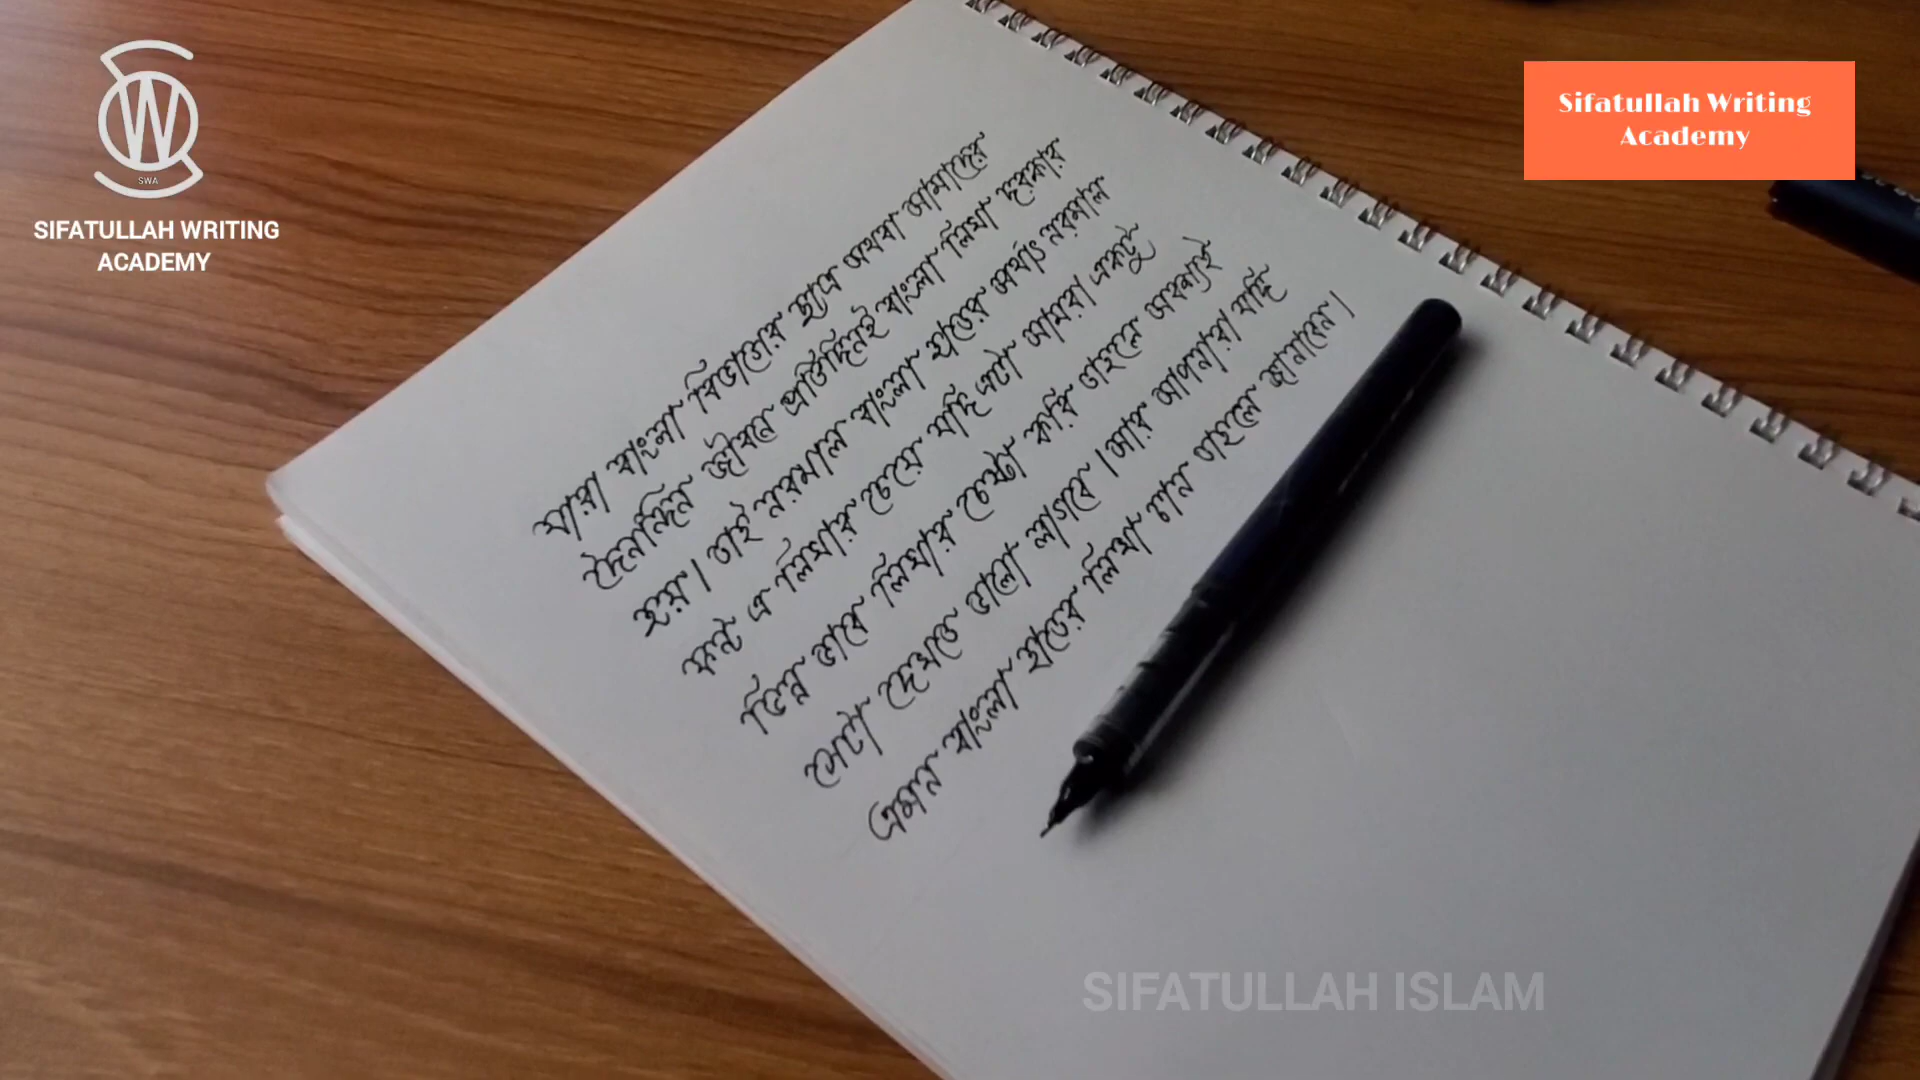 SIFATULLAH WRITING
ACADEMY
SWA
Sifatullah Writing
Academy
যারা বাংলা বিভাগের ছাত্র অথবা আমাদের
দৈনন্দিন জীবনে প্রতিদিনই বাংলা লিখা দরকার
হয়। তাই নরমাল বাংলা হাতের অর্থাৎ নরমাল
ফন্ট এ লিখার চেয়ে যদি এটা আমরা একটু
ভিন্ন ভাবে লিখার চেষ্টা করি তাহলে অবশ্যই
সেটা দেখতে ভালো লাগবে। আর আপনারা যদি
এমন বাংলা হাতের লিখা চান তাহলে জানাবেন।
SIFATULLAH ISLAM